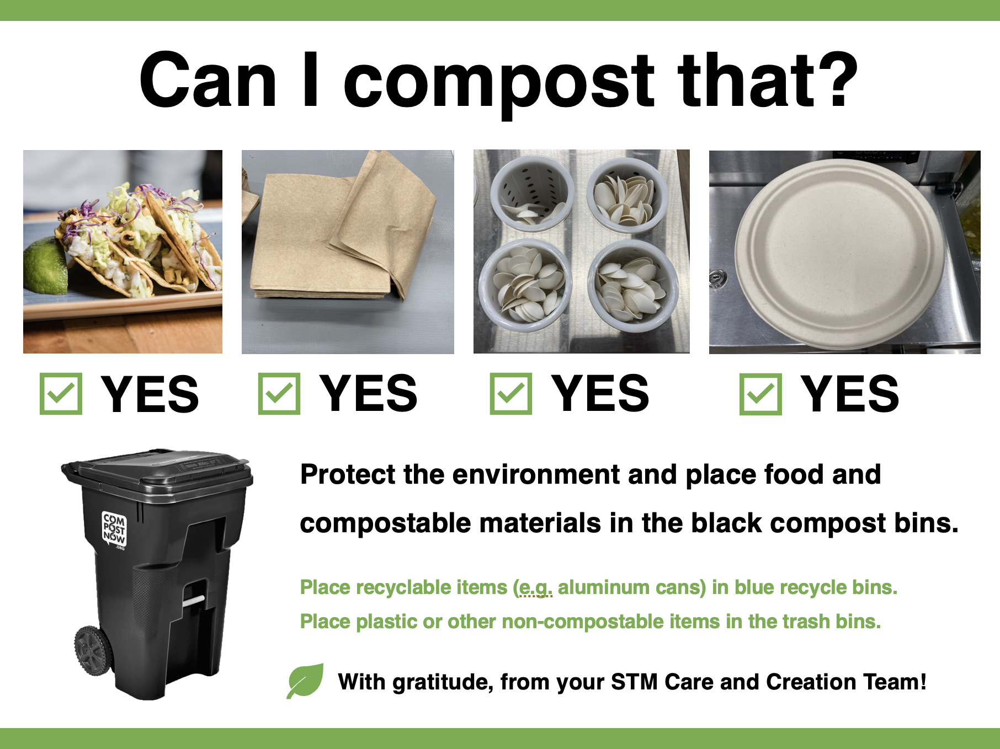 Can I compost that?
YES YES YES YES
COM
POST
NOW
.ORG
Protect the environment and place food and
compostable materials in the black compost bins.
Place recyclable items (e.g. aluminum cans) in blue recycle bins.
Place plastic or other non-compostable items in the trash bins.
With gratitude, from your STM Care and Creation Team!